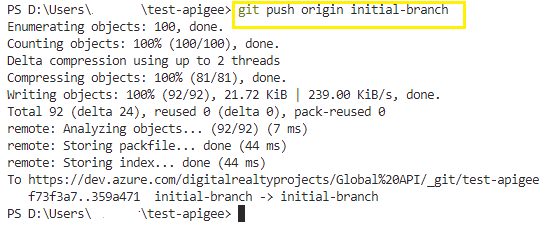 PS D:\Users\ \test-apigee> git push origin initial-branch
Enumerating objects: 100, done.
Counting objects: 100% (100/100), done.
Delta compression using up to 2 threads
Compressing objects: 100% (81/81), done.
Writing objects: 100% (92/92), 21.72 KiB | 239.00 KiB/s, done.
Total 92 (delta 24), reused 0 (delta 0), pack-reused 0
remote: Analyzing objects... (92/92) (7 ms)
remote: Storing packfile... done (44 ms)
remote: Storing index... done (44 ms)
To https://dev.azure.com/digitalrealtyprojects/Global%20API/_git/test-apigee
f73f3a7..359a471 initial-branch -> initial-branch
PS D:\Users\ \test-apigee>